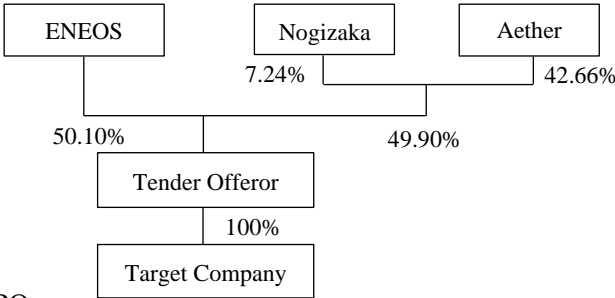 ENEOS Nogizaka Aether
7.24% 42.66%
50.10% 49.90%
Tender Offeror
100%
Target Company